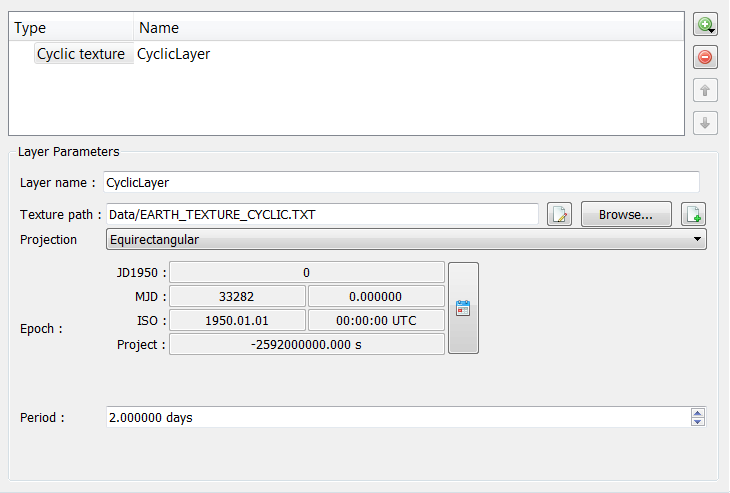 Type Name
Cyclic texture CyclicLayer
Layer Parameters
Layer name : CyclicLayer
Texture path : Data/EARTH_TEXTURE_CYCLIC.TXT Browse...
Projection Equirectangular
JD1950 : 0
MJD : 33282 0.000000
Epoch : ISO : 1950.01.01 00:00:00 UTC
Project : -2592000000.000 s
Period : 2.000000 days